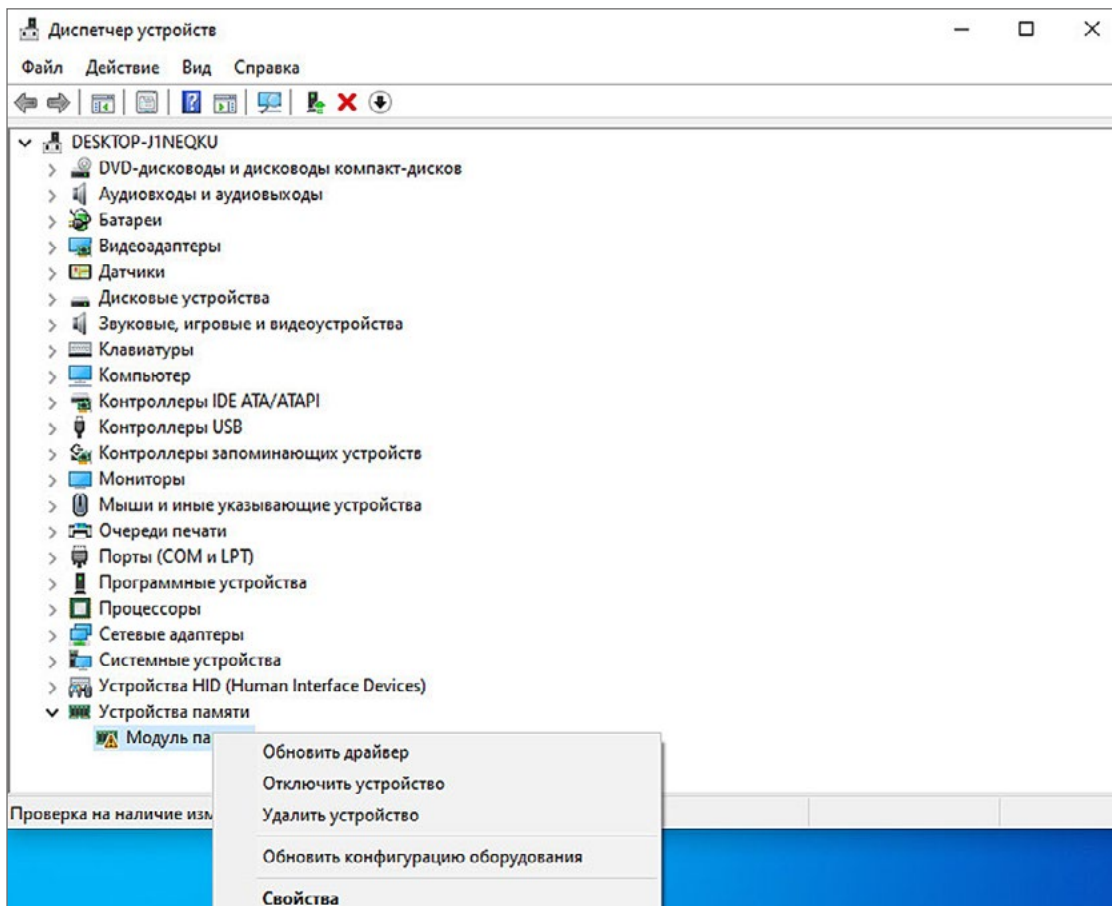 Диспетчер устройств
Файл Действие Вид Справка
DESKTOP-J1NEQKU
DVD-дисководы и дисководы компакт-дисков
Аудиовходы и аудиовыходы
Батареи
Видеоадаптеры
Датчики
Дисковые устройства
Звуковые, игровые и видеоустройства
Клавиатуры
Компьютер
Контроллеры IDE ATA/ATAPI
Контроллеры USB
Контроллеры запоминающих устройств
Мониторы
Мыши и иные указывающие устройства
Очереди печати
Порты (COM и LPT)
Программные устройства
Процессоры
Сетевые адаптеры
Системные устройства
Устройства HID (Human Interface Devices)
Устройства памяти
Модуль па
Обновить драйвер
Отключить устройство
Удалить устройство
Обновить конфигурацию оборудования
Свойства
Проверка на наличие изм